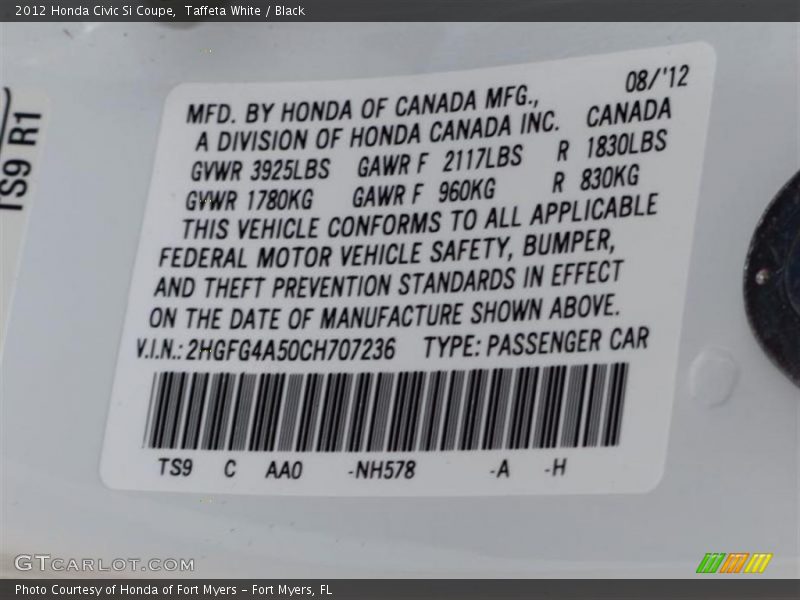 2012 Honda Civic Si Coupe,  Taffeta White / Black
TS9 R1
08/'12
MFD. BY HONDA OF CANADA MFG.,
A DIVISION OF HONDA CANADA INC. CANADA
GVWR 3925LBS GAWR F 2117LBS R 1830LBS
GVWR 1780KG GAWR F 960KG R 830KG
THIS VEHICLE CONFORMS TO ALL APPLICABLE
FEDERAL MOTOR VEHICLE SAFETY, BUMPER,
AND THEFT PREVENTION STANDARDS IN EFFECT
ON THE DATE OF MANUFACTURE SHOWN ABOVE.
V.I.N.: 2HGFG4A50CH707236 TYPE: PASSENGER CAR
TS9 C AA0 -NH578 -A -H
GTCARLOT.COM
Photo Courtesy of Honda of Fort Myers – Fort Myers, FL